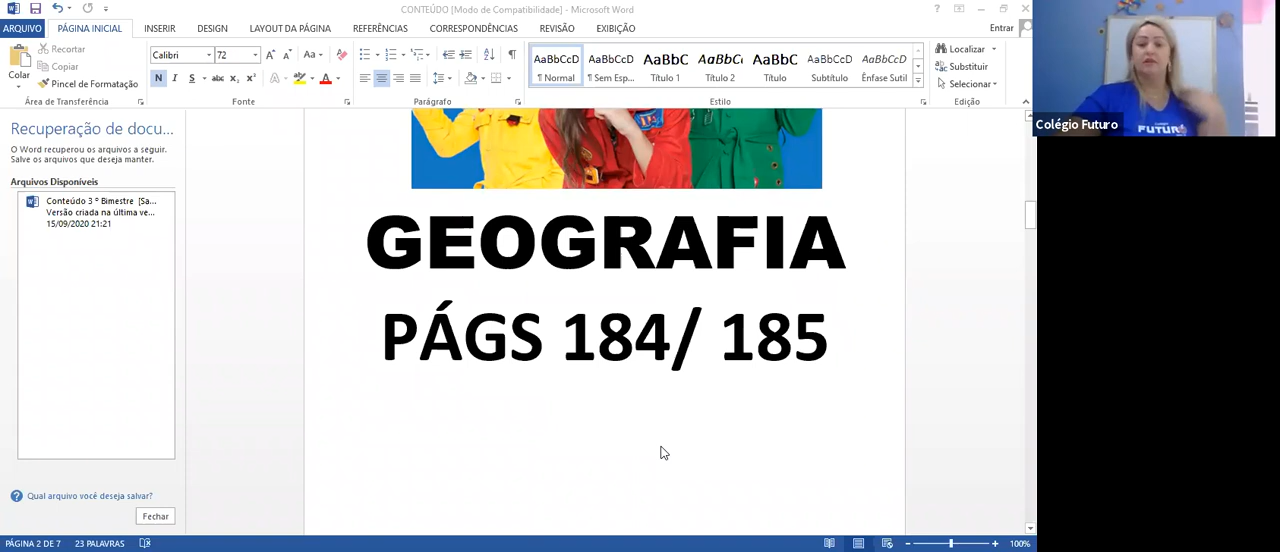 CONTEÚDO [Modo de Compatibilidade] - Microsoft Word
ARQUIVO PÁGINA INICIAL INSERIR DESIGN LAYOUT DA PÁGINA REFERÊNCIAS CORRESPONDÊNCIAS REVISÃO EXIBIÇÃO Entrar
Colar
Recortar
Copiar
Pincel de Formatação
Área de Transferência
Calibri 72
N I S abc X₂ X²
Fonte
Parágrafo
AaBbCcD AaBbCcD AaBbC AaBbCc AaBbC AaBbCcD AaBbCcD
¶ Normal ¶ Sem Esp... Título 1 Título 2 Título Subtítulo Ênfase Sutil
Estilo
Localizar
Substituir
Selecionar
Edição
Colégio Futuro
FUTURO
Recuperação de docu...
O Word recuperou os arquivos a seguir.
Salve os arquivos que deseja manter.
Arquivos Disponíveis
Conteúdo 3 º Bimestre [Sa...
Versão criada na última ve...
15/09/2020 21:21
Qual arquivo você deseja salvar?
Fechar
GEOGRAFIA
PÁGS 184/ 185
PÁGINA 2 DE 7 23 PALAVRAS 100%